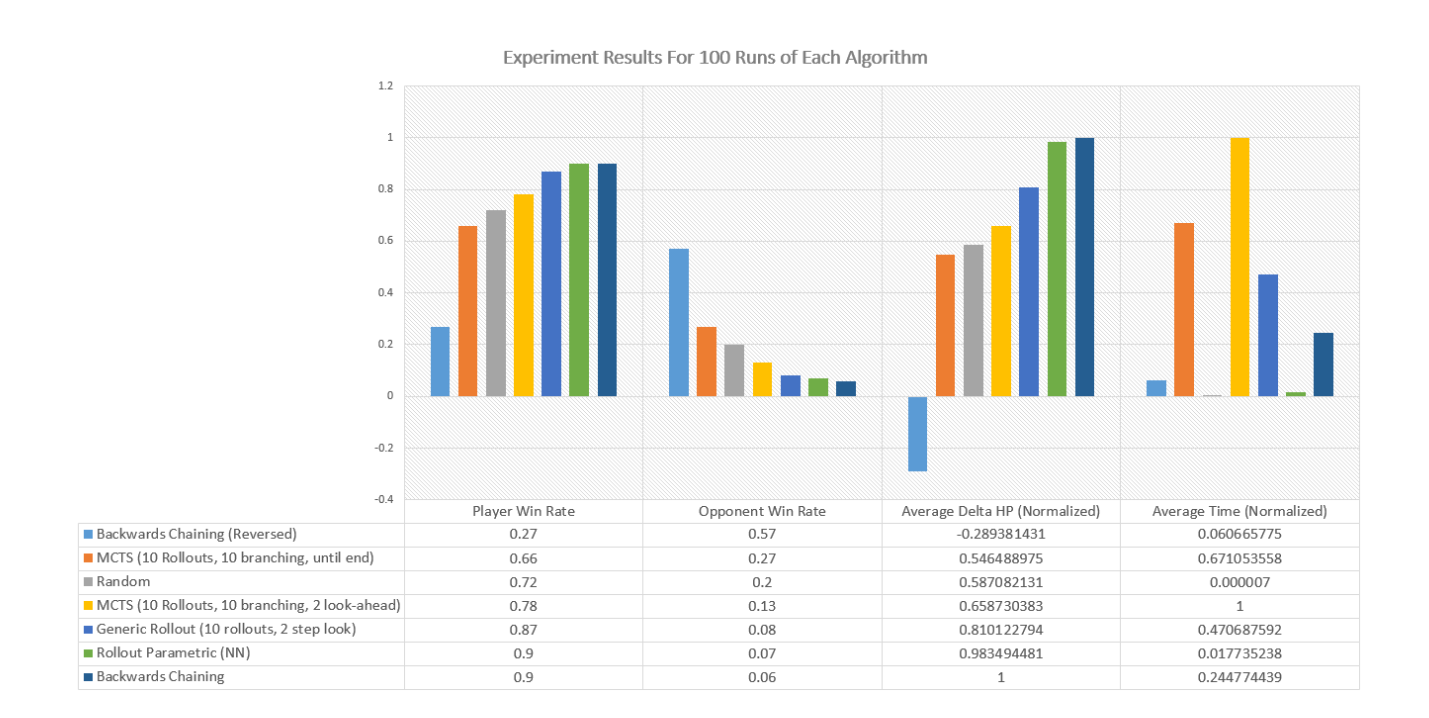 Experiment Results For 100 Runs of Each Algorithm
1.2
1
0.8
0.6
0.4
0.2
0
-0.2
-0.4
Player Win Rate Opponent Win Rate Average Delta HP (Normalized) Average Time (Normalized)
Backwards Chaining (Reversed) 0.27 0.57 -0.289381431 0.060665775
MCTS (10 Rollouts, 10 branching, until end) 0.66 0.27 0.546488975 0.671053558
Random 0.72 0.2 0.587082131 0.000007
MCTS (10 Rollouts, 10 branching, 2 look-ahead) 0.78 0.13 0.658730383 1
Generic Rollout (10 rollouts, 2 step look) 0.87 0.08 0.810122794 0.470687592
Rollout Parametric (NN) 0.9 0.07 0.983494481 0.017735238
Backwards Chaining 0.9 0.06 1 0.244774439